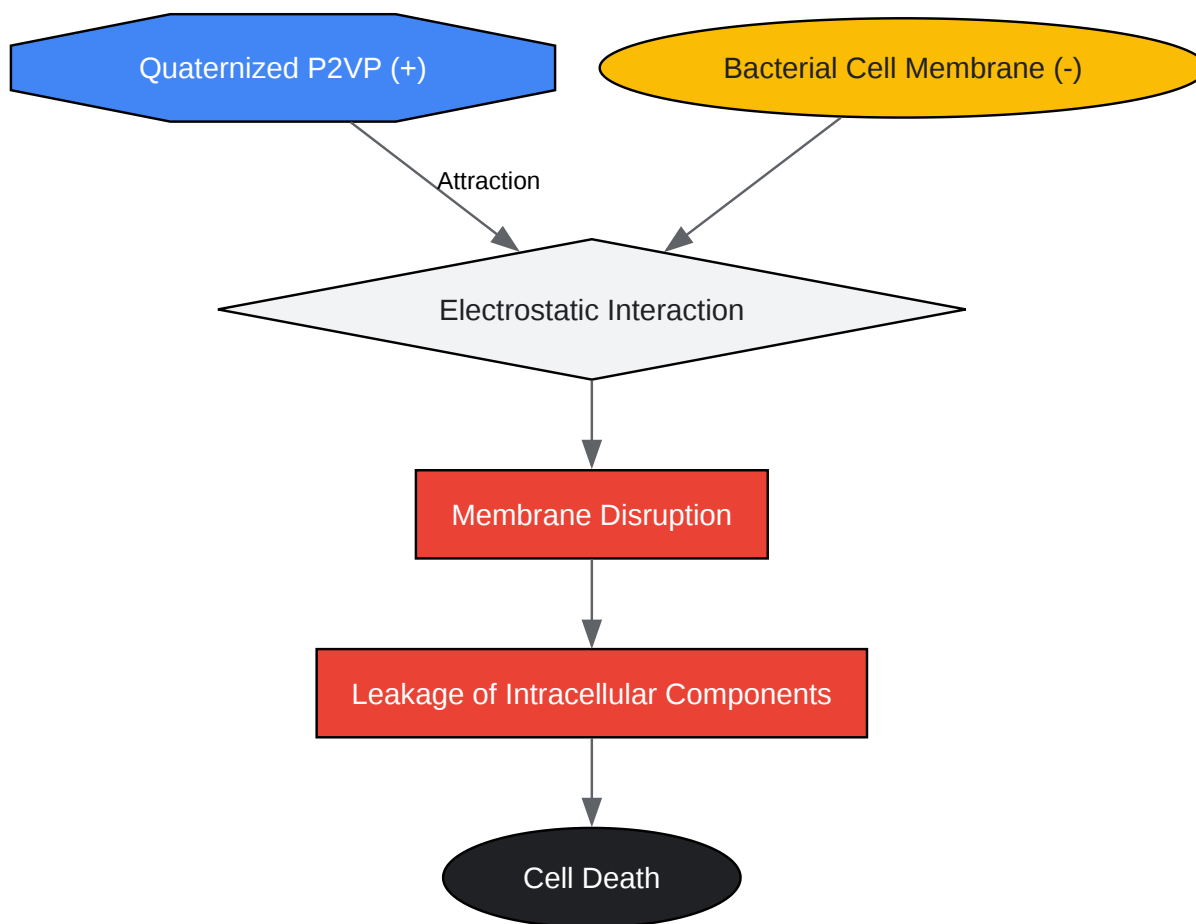 Quaternized P2VP (+)
Bacterial Cell Membrane (-)
Attraction
Electrostatic Interaction
Membrane Disruption
Leakage of Intracellular Components
Cell Death